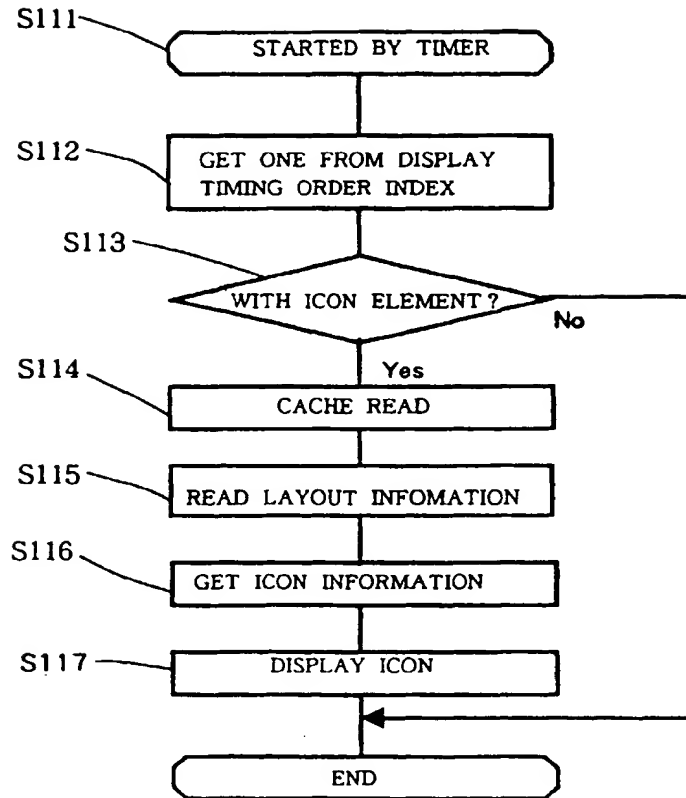 S111
STARTED BY TIMER
S112
GET ONE FROM DISPLAY
TIMING ORDER INDEX
S113
WITH ICON ELEMENT?
No
Yes
S114
CACHE READ
S115
READ LAYOUT INFOMATION
S116
GET ICON INFORMATION
S117
DISPLAY ICON
END